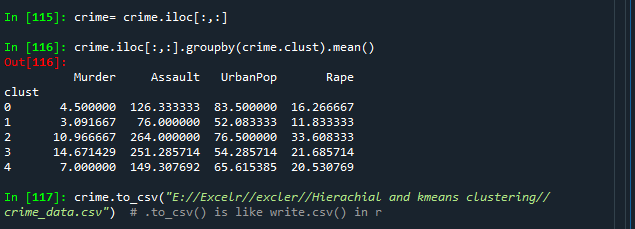 In [115]: crime= crime.iloc[:,:]
In [116]: crime.iloc[:,:].groupby(crime.clust).mean()
Out[116]:
Murder Assault UrbanPop Rape
clust
0 4.500000 126.333333 83.500000 16.266667
1 3.091667 76.000000 52.083333 11.833333
2 10.966667 264.000000 76.500000 33.608333
3 14.671429 251.285714 54.285714 21.685714
4 7.000000 149.307692 65.615385 20.530769
In [117]: crime.to_csv("E://Excelr//excler//Hierachial and kmeans clustering//
crime_data.csv") # .to_csv() is like write.csv() in r